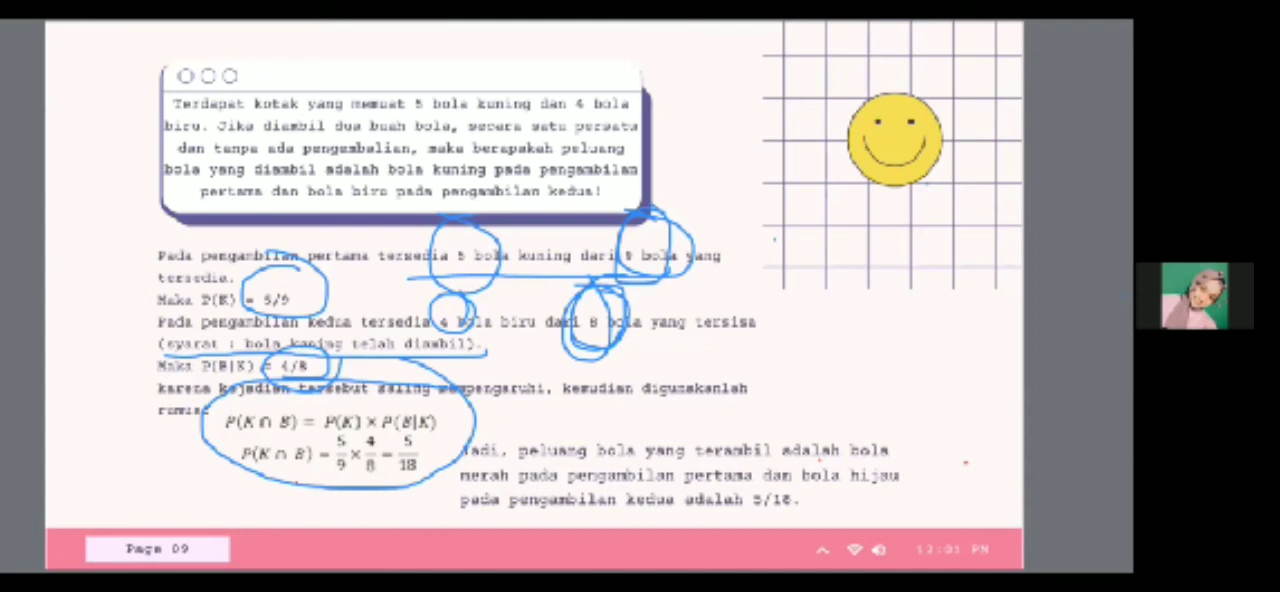 Terdapat kotak yang memuat 5 bola kuning dan 4 bola
biru. Jika diambil dua buah bola, secara satu persatu
dan tanpa ada pengembalian, maka berapakah peluang
bola yang diambil adalah bola kuning pada pengambilan
pertama dan bola biru pada pengambilan kedua!
Pada pengambilan pertama tersedia 5 bola kuning dari 9 bola yang
tersedia.
Maka P(K) = 5/9
Pada pengambilan kedua tersedia 4 bola biru dari 8 bola yang tersisa
(syarat : bola kuning telah diambil).
Maka P(B|K) = 4/8
karena kejadian tersebut saling mempengaruhi, kemudian digunakanlah
rumus:
P(K ∩ B) = P(K) × P(B|K)
P(K ∩ B) = 5/9 × 4/8 = 5/18
Jadi, peluang bola yang terambil adalah bola
merah pada pengambilan pertama dan bola hijau
pada pengambilan kedua adalah 5/18.
Page 09
12:01 PM